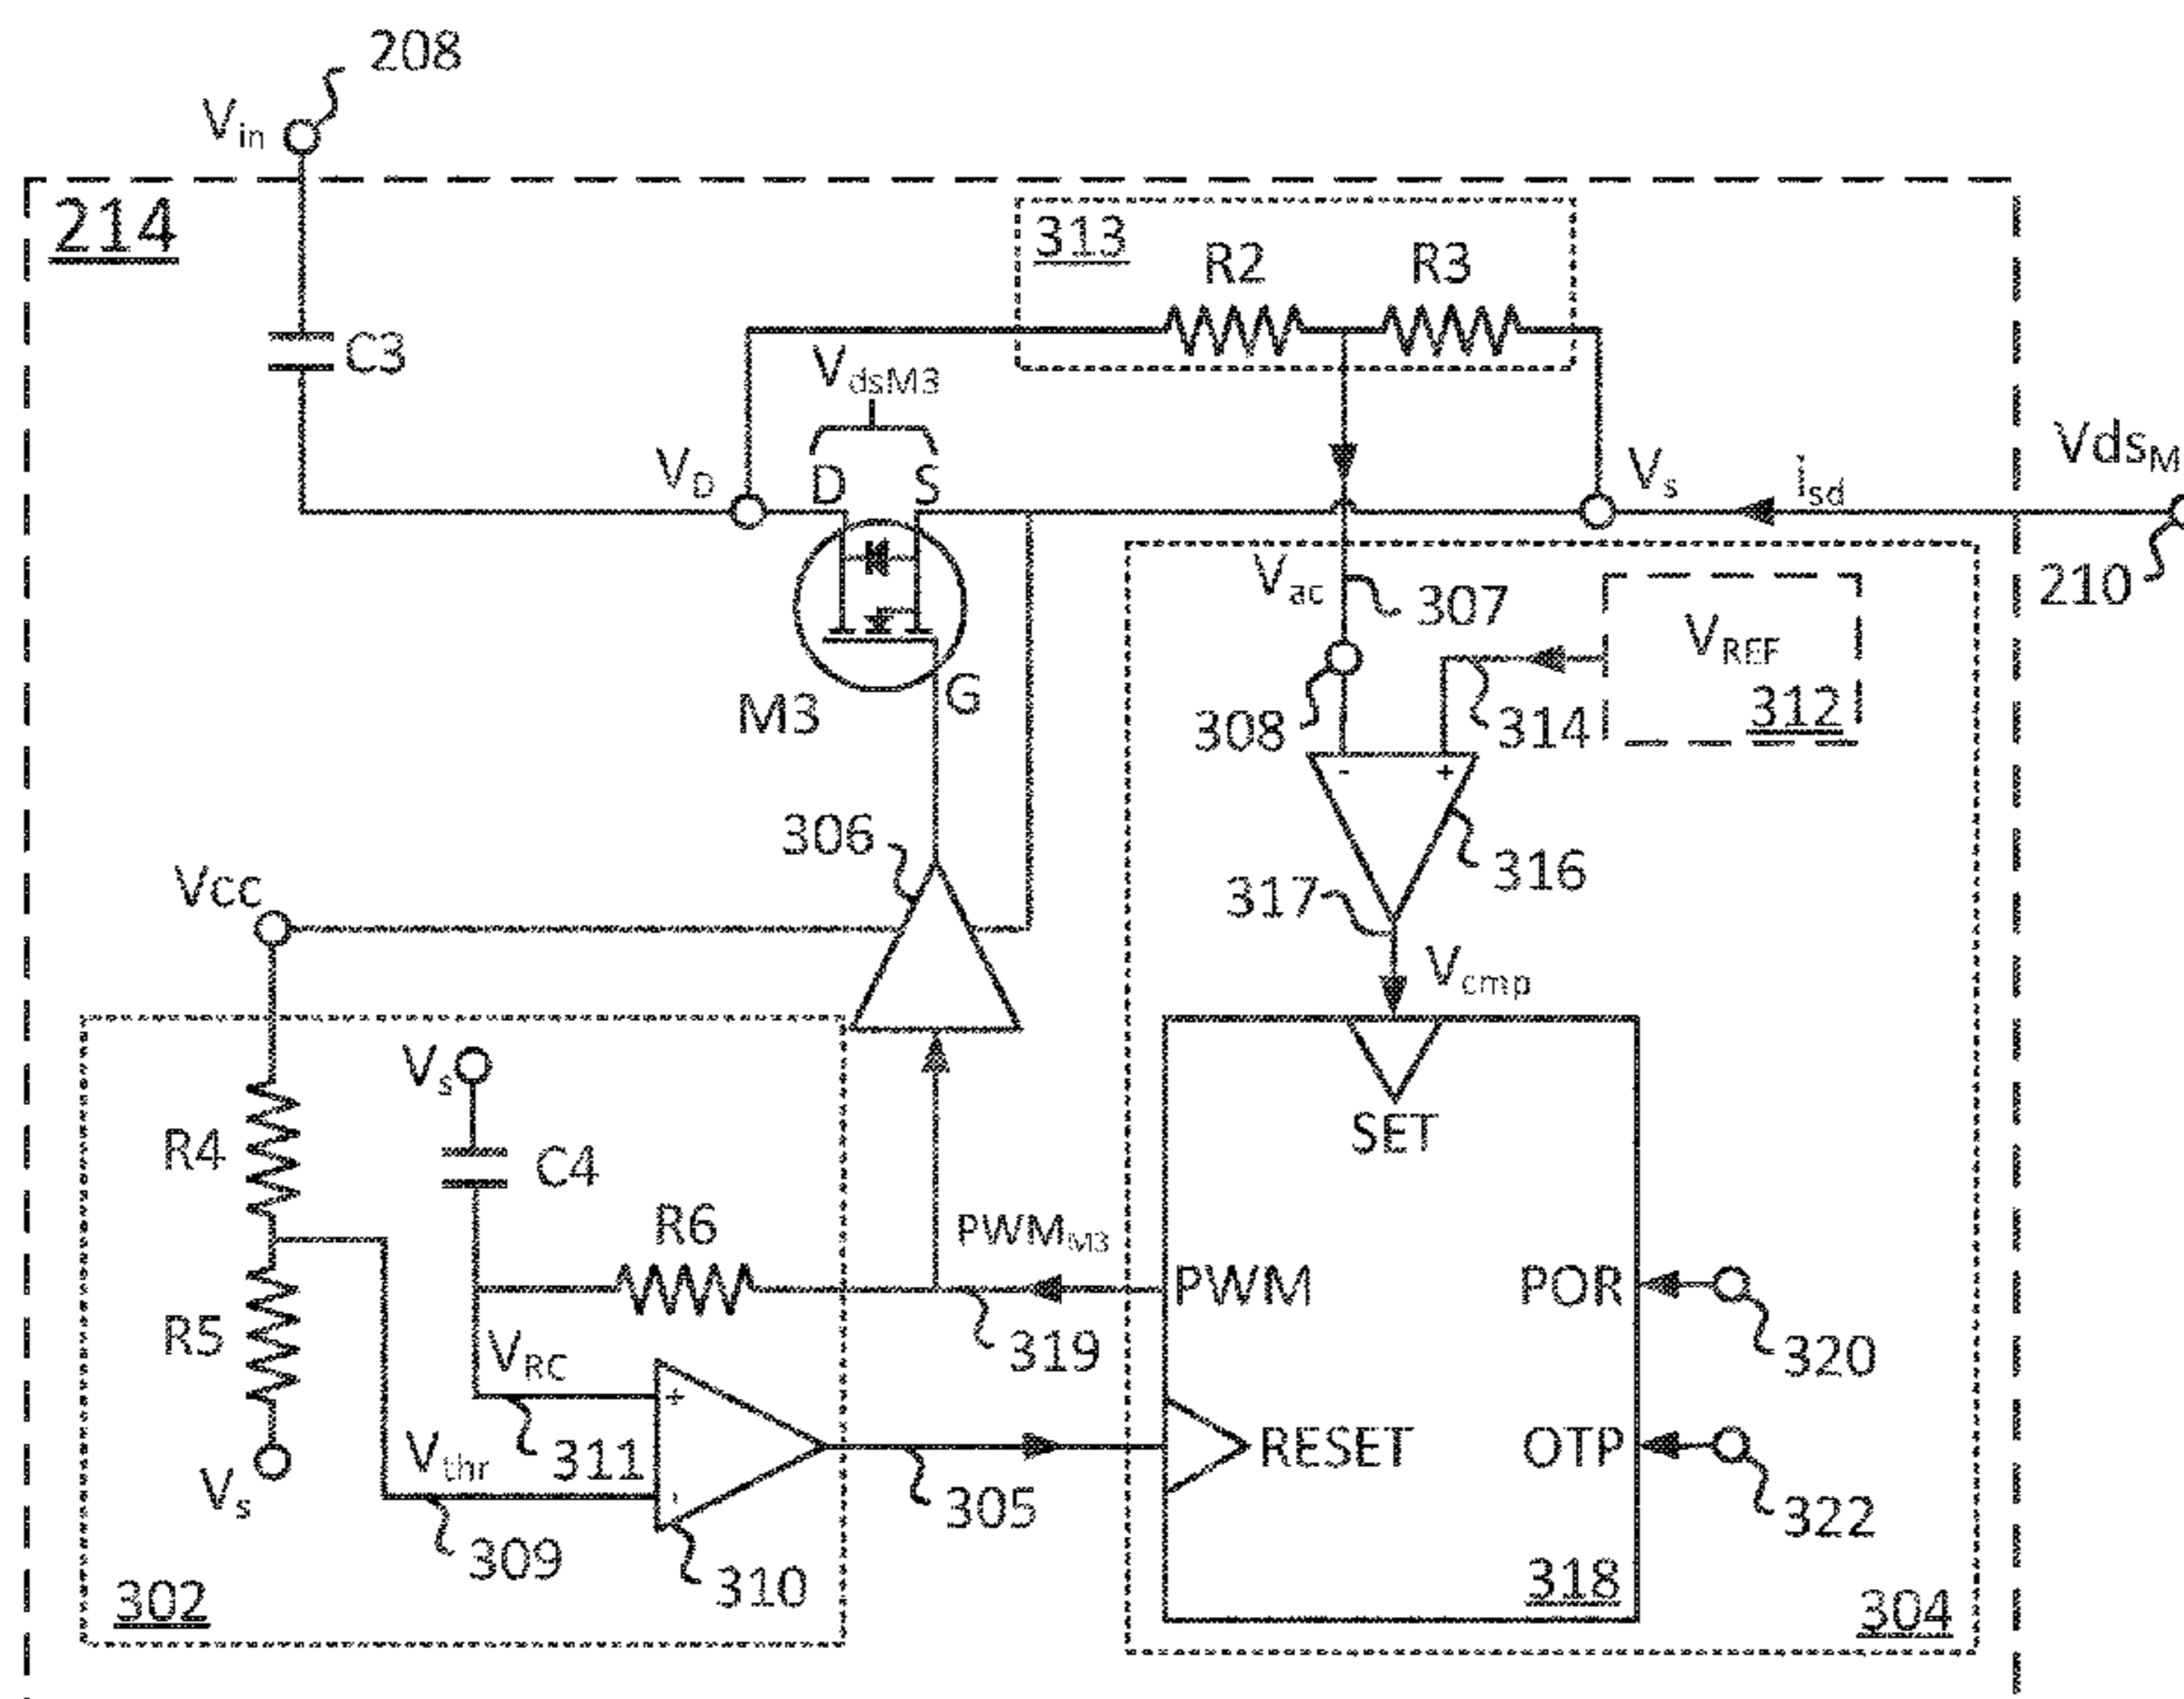 208
Vin
214
313
R2
R3
C3
VdsM3
VD
D
S
Vs
isd
VdsM
210
Vac
307
VREF
312
308
314
M3
G
- +
316
306
317
Vcc
Vcmp
SET
Vs
C4
R4
R6
PWMM3
PWM
POR
320
R5
319
VRC
+
311
RESET
OTP
322
Vthr
-
305
Vs
309
310
302
318
304